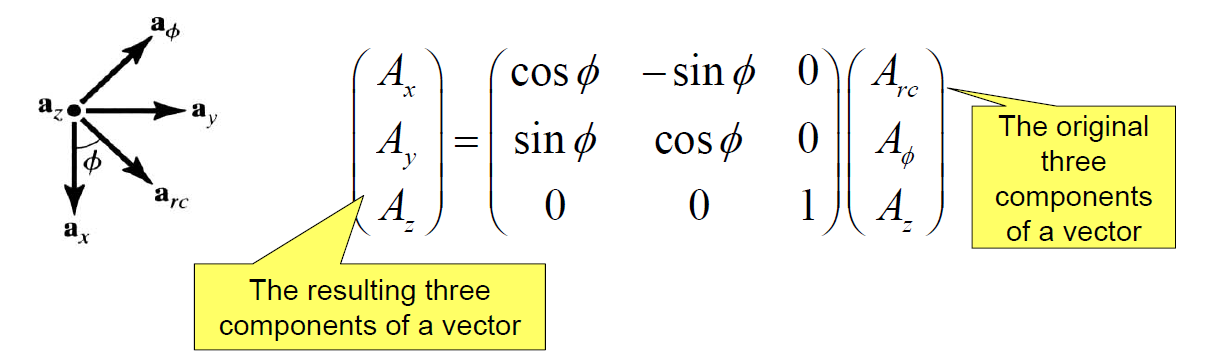 a_ϕ
a_z
a_y
ϕ
a_rc
a_x
(A_x) = (cos ϕ −sin ϕ 0) (A_rc)
(A_y) = (sin ϕ cos ϕ 0) (A_ϕ)
(A_z) = (0 0 1) (A_z)
The original
three
components
of a vector
The resulting three
components of a vector